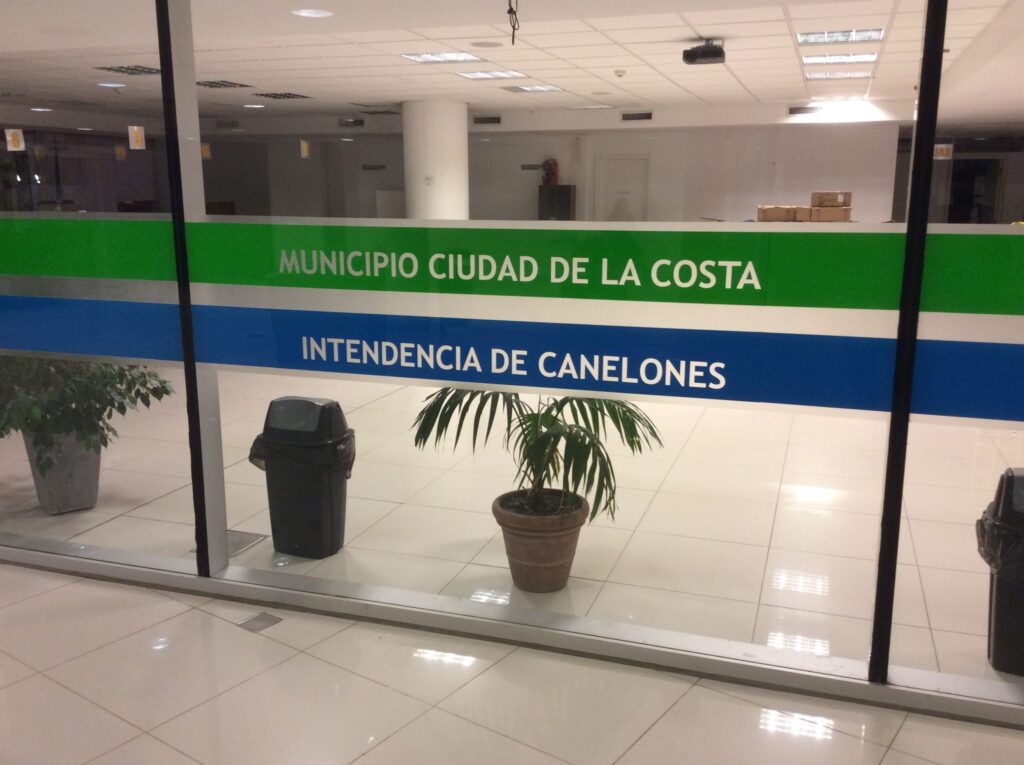 MUNICIPIO CIUDAD DE LA COSTA
INTENDENCIA DE CANELONES